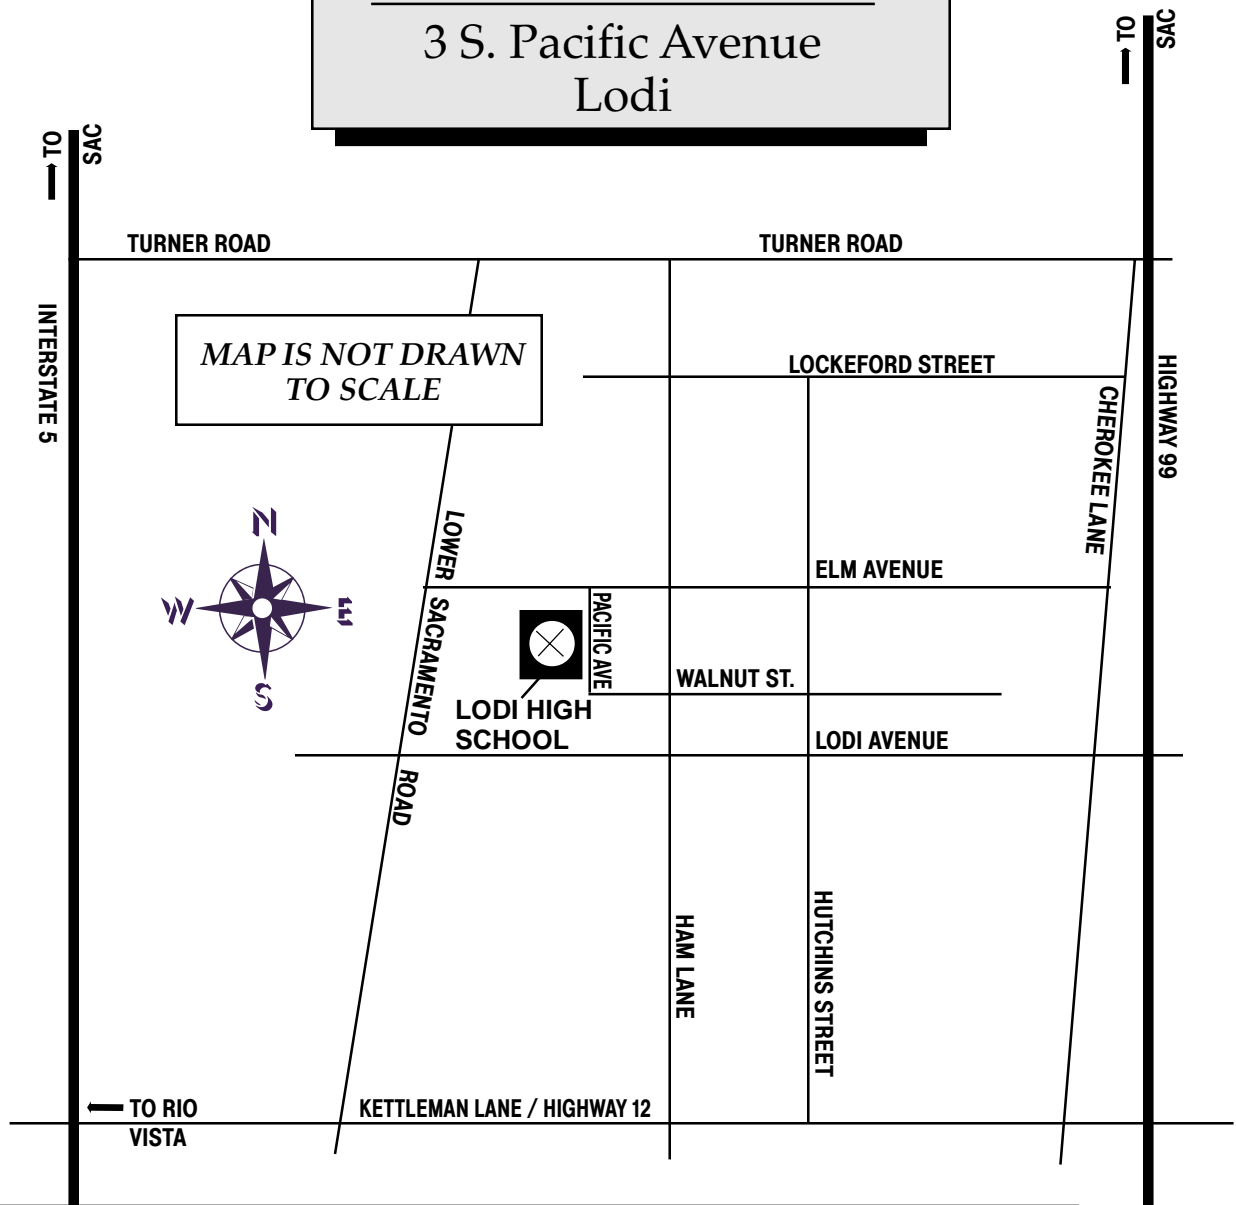 3 S. Pacific Avenue
Lodi
TO
SAC
TO
SAC
TURNER ROAD
TURNER ROAD
MAP IS NOT DRAWN
TO SCALE
INTERSTATE 5
LOCKEFORD STREET
HIGHWAY 99
CHEROKEE LANE
N
W
E
S
LOWER
SACRAMENTO
ROAD
ELM AVENUE
PACIFIC AVE
WALNUT ST.
LODI HIGH
SCHOOL
LODI AVENUE
HAM LANE
HUTCHINS STREET
TO RIO
VISTA
KETTLEMAN LANE / HIGHWAY 12